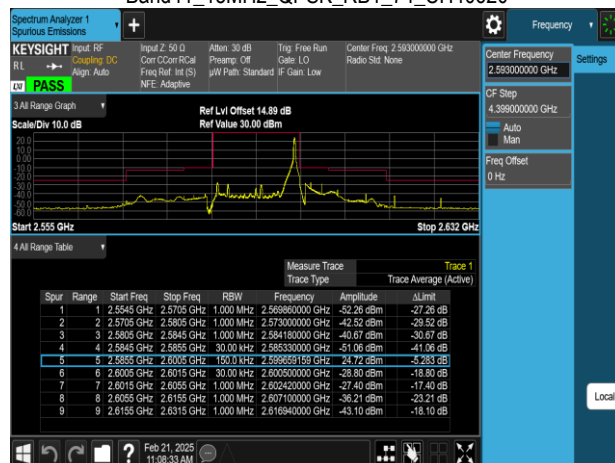 Spectrum Analyzer 1
Spurious Emissions
Frequency
KEYSIGHT Input: RF
RL
Coupling: DC
Align: Auto
Input Z: 50 Ω
Corr CCorr RCal
Freq Ref: Int (S)
NFE: Adaptive
Atten: 30 dB
Preamp: Off
µW Path: Standard
Trig: Free Run
Gate: LO
IF Gain: Low
Center Freq: 2.593000000 GHz
Radio Std: None
LXI PASS
Center Frequency
2.593000000 GHz
Settings
CF Step
4.399000000 GHz
Auto
Man
Freq Offset
0 Hz
3 All Range Graph
Scale/Div 10.0 dB
Ref Lvl Offset 14.89 dB
Ref Value 30.00 dBm
20.0
10.0
0.00
-10.0
-20.0
-30.0
-40.0
-50.0
-60.0
Start 2.555 GHz
Stop 2.632 GHz
4 All Range Table
Measure Trace Trace 1
Trace Type Trace Average (Active)
Spur Range Start Freq Stop Freq RBW Frequency Amplitude ΔLimit
1 1 2.5545 GHz 2.5705 GHz 1.000 MHz 2.569860000 GHz -52.26 dBm -27.26 dB
2 2 2.5705 GHz 2.5805 GHz 1.000 MHz 2.573000000 GHz -42.52 dBm -29.52 dB
3 3 2.5805 GHz 2.5845 GHz 1.000 MHz 2.584180000 GHz -40.67 dBm -30.67 dB
4 4 2.5845 GHz 2.5855 GHz 30.00 kHz 2.585330000 GHz -51.06 dBm -41.06 dB
5 5 2.5855 GHz 2.6005 GHz 150.0 kHz 2.599659159 GHz 24.72 dBm -5.283 dB
6 6 2.6005 GHz 2.6015 GHz 30.00 kHz 2.600500000 GHz -28.80 dBm -18.80 dB
7 7 2.6015 GHz 2.6055 GHz 1.000 MHz 2.602420000 GHz -27.40 dBm -17.40 dB
8 8 2.6055 GHz 2.6155 GHz 1.000 MHz 2.607100000 GHz -36.21 dBm -23.21 dB
9 9 2.6155 GHz 2.6315 GHz 1.000 MHz 2.616940000 GHz -43.10 dBm -18.10 dB
Local
Feb 21, 2025
11:08:33 AM